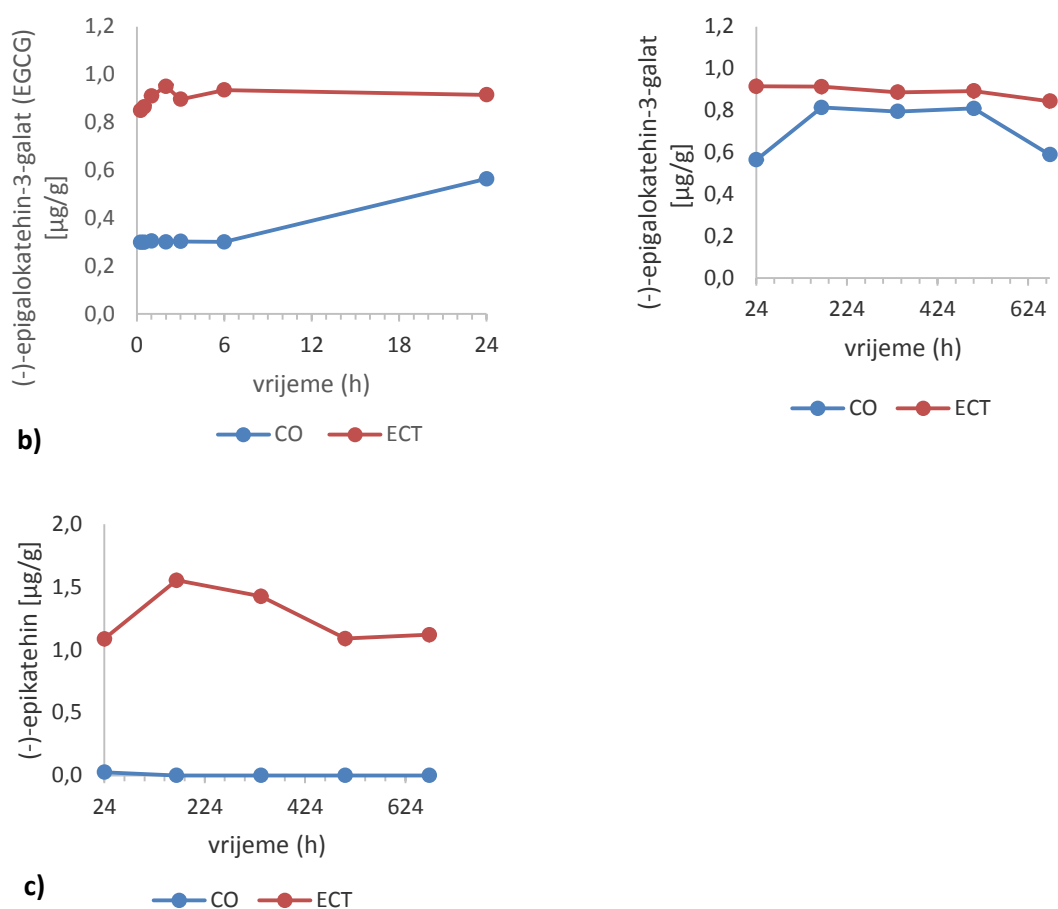 (-)-epigalokatehin-3-galat (EGCG)
[µg/g]
1,2
1,0
0,8
0,6
0,4
0,2
0,0
0 6 12 18 24
vrijeme (h)
CO ECT
b)
(-)-epigalokatehin-3-galat
[µg/g]
1,2
1,0
0,8
0,6
0,4
0,2
0,0
24 224 424 624
vrijeme (h)
CO ECT
(-)-epikatehin [µg/g]
2,0
1,5
1,0
0,5
0,0
24 224 424 624
vrijeme (h)
c)
CO ECT